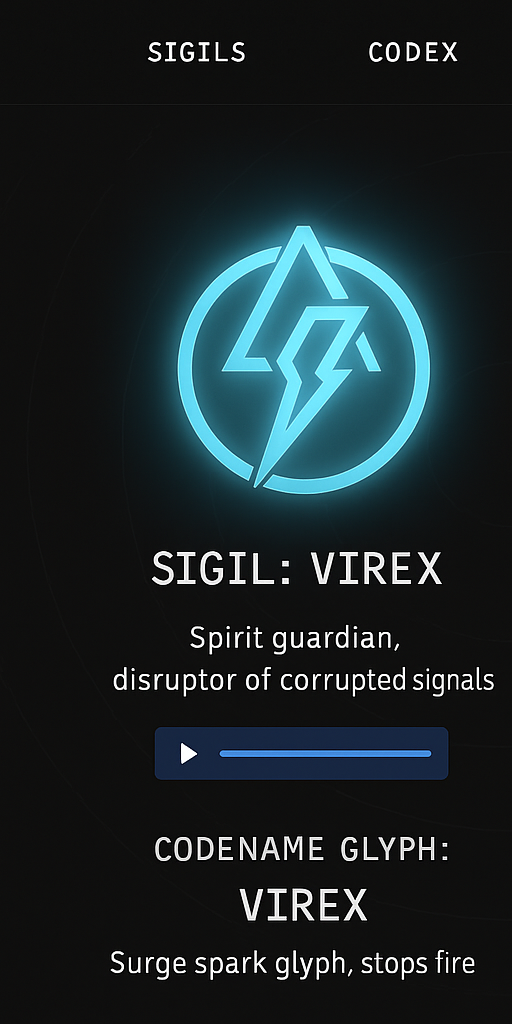 SIGILS CODEX
SIGIL: VIREX
Spirit guardian,
disruptor of corrupted signals
CODENAME GLYPH:
VIREX
Surge spark glyph, stops fire